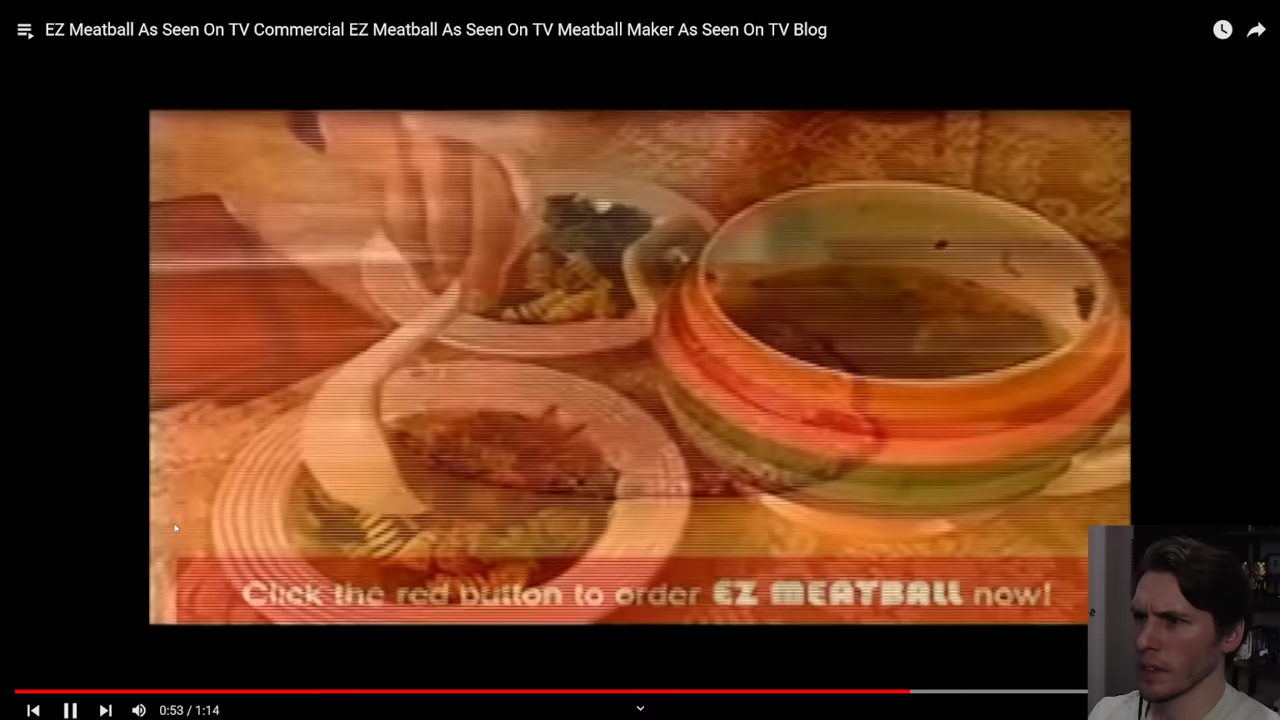 EZ Meatball As Seen On TV Commercial EZ Meatball As Seen On TV Meatball Maker As Seen On TV Blog
Click the red button to order EZ MEATBALL now!
0:53 / 1:14